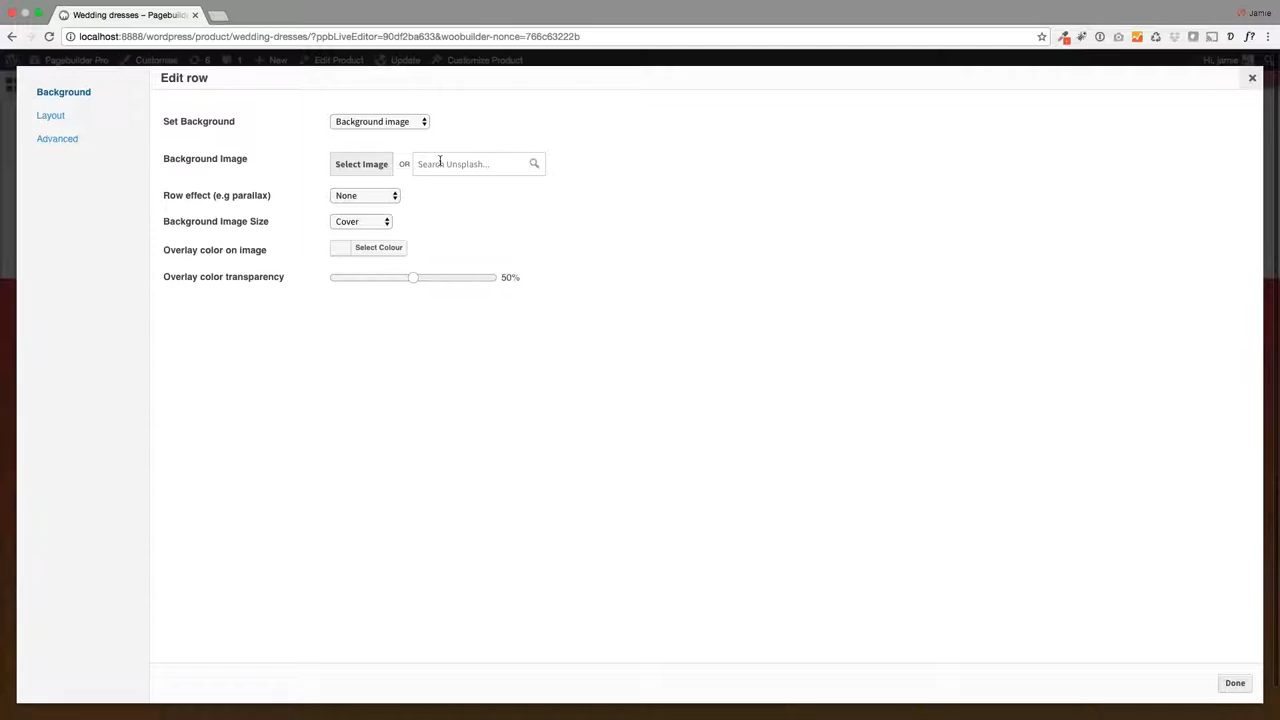 Wedding dresses – Pagebuild
Jamie
localhost:8888/wordpress/product/wedding-dresses/?ppbLiveEditor=90df2ba633&woobuilder-nonce=766c63222b
Pagebuilder Pro Customise 6 1 New Edit Product Update Customize Product Hi, jamie
Edit row
Background
Layout
Advanced
Set Background Background image
Background Image Select Image OR Search Unsplash...
Row effect (e.g parallax) None
Background Image Size Cover
Overlay color on image Select Colour
Overlay color transparency 50%
Done